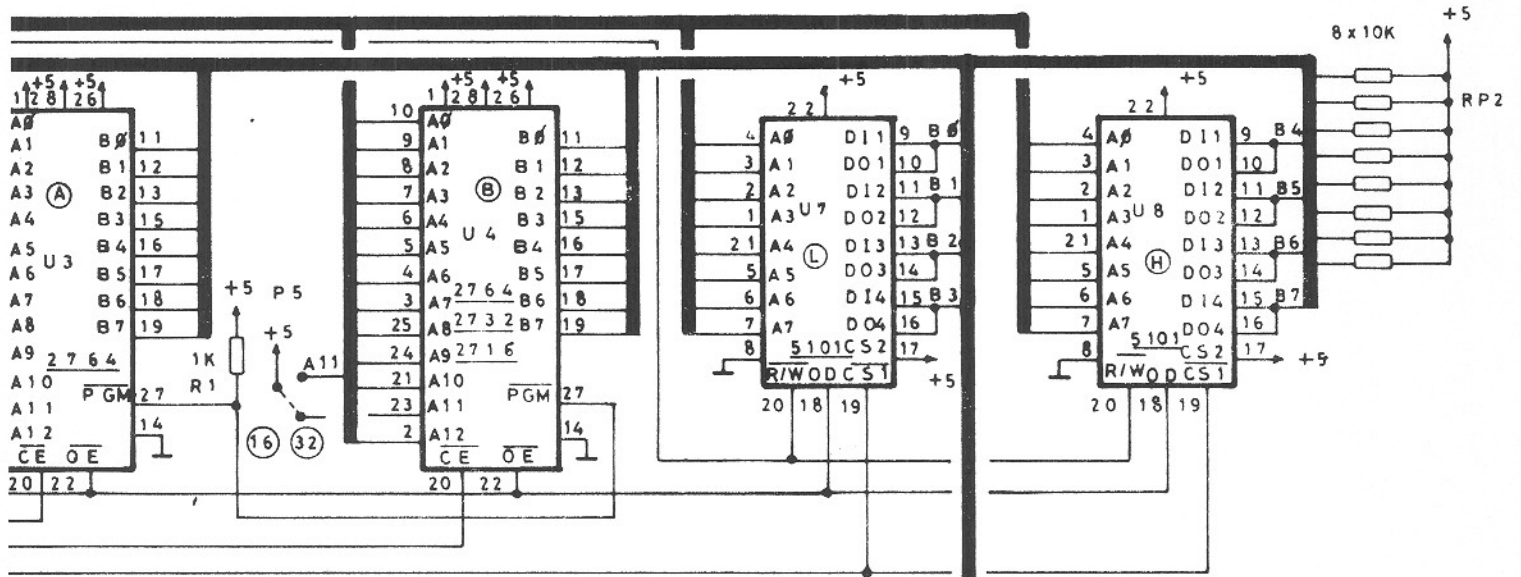 +5
8 x 10K
RP2
1 28 +5 26 +5
AØ
A1
A2
A3
A4
A5
A6
A7
A8
A9
A10
A11
A12
A
U3
2764
BØ 11
B1 12
B2 13
B3 15
B4 16
B5 17
B6 18
B7 19
PGM 27
14
CE OE
20 22
+5
1K
R1
P5
+5
A11
16 32
1 28 +5 26 +5
10 AØ
9 A1
8 A2
7 A3
6 A4
5 A5
4 A6
3 A7
25 A8
24 A9
21 A10
23 A11
2 A12
B
U4
2764
2732
2716
BØ 11
B1 12
B2 13
B3 15
B4 16
B5 17
B6 18
B7 19
PGM 27
14
CE OE
20 22
22 +5
4 AØ
3 A1
2 A2
1 A3
21 A4
5 A5
6 A6
7 A7
8
U7
L
DI1 9 BØ
DO1 10
DI2 11 B1
DO2 12
DI3 13 B2
DO3 14
DI4 15 B3
DO4 16
5101 CS2 17
+5
R/W OD CS1
20 18 19
22 +5
4 AØ
3 A1
2 A2
1 A3
21 A4
5 A5
6 A6
7 A7
8
U8
H
DI1 9 B4
DO1 10
DI2 11 B5
DO2 12
DI3 13 B6
DO3 14
DI4 15 B7
DO4 16
5101 CS2 17
+5
R/W OD CS1
20 18 19